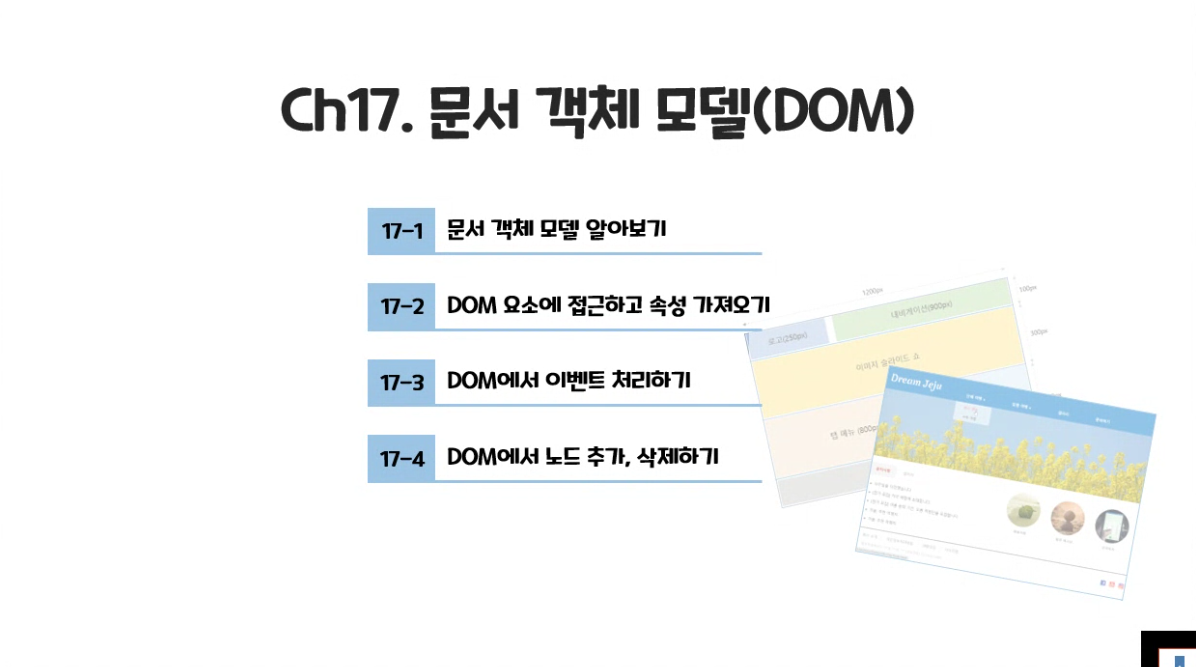 Ch17. 문서 객체 모델(DOM)
17-1 문서 객체 모델 알아보기
17-2 DOM 요소에 접근하고 속성 가져오기
17-3 DOM에서 이벤트 처리하기
17-4 DOM에서 노드 추가, 삭제하기
1200px
100px
로고(250px)
내비게이션(900px)
300px
이미지 슬라이드 쇼
탭 메뉴 (800px
Dream Jeju